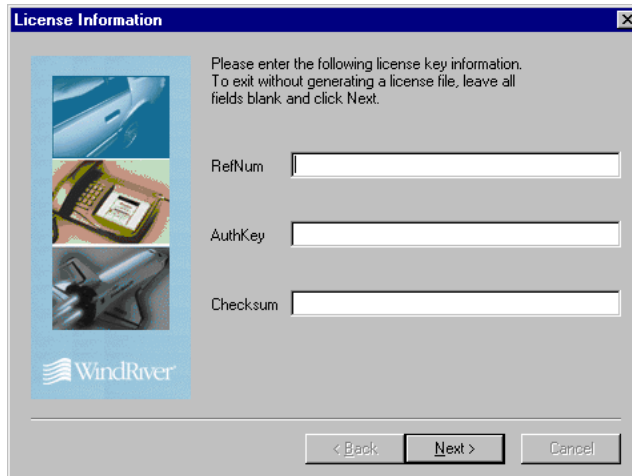 License Information
Please enter the following license key information.
To exit without generating a license file, leave all
fields blank and click Next.
RefNum
AuthKey
Checksum
WindRiver
< Back
Next >
Cancel